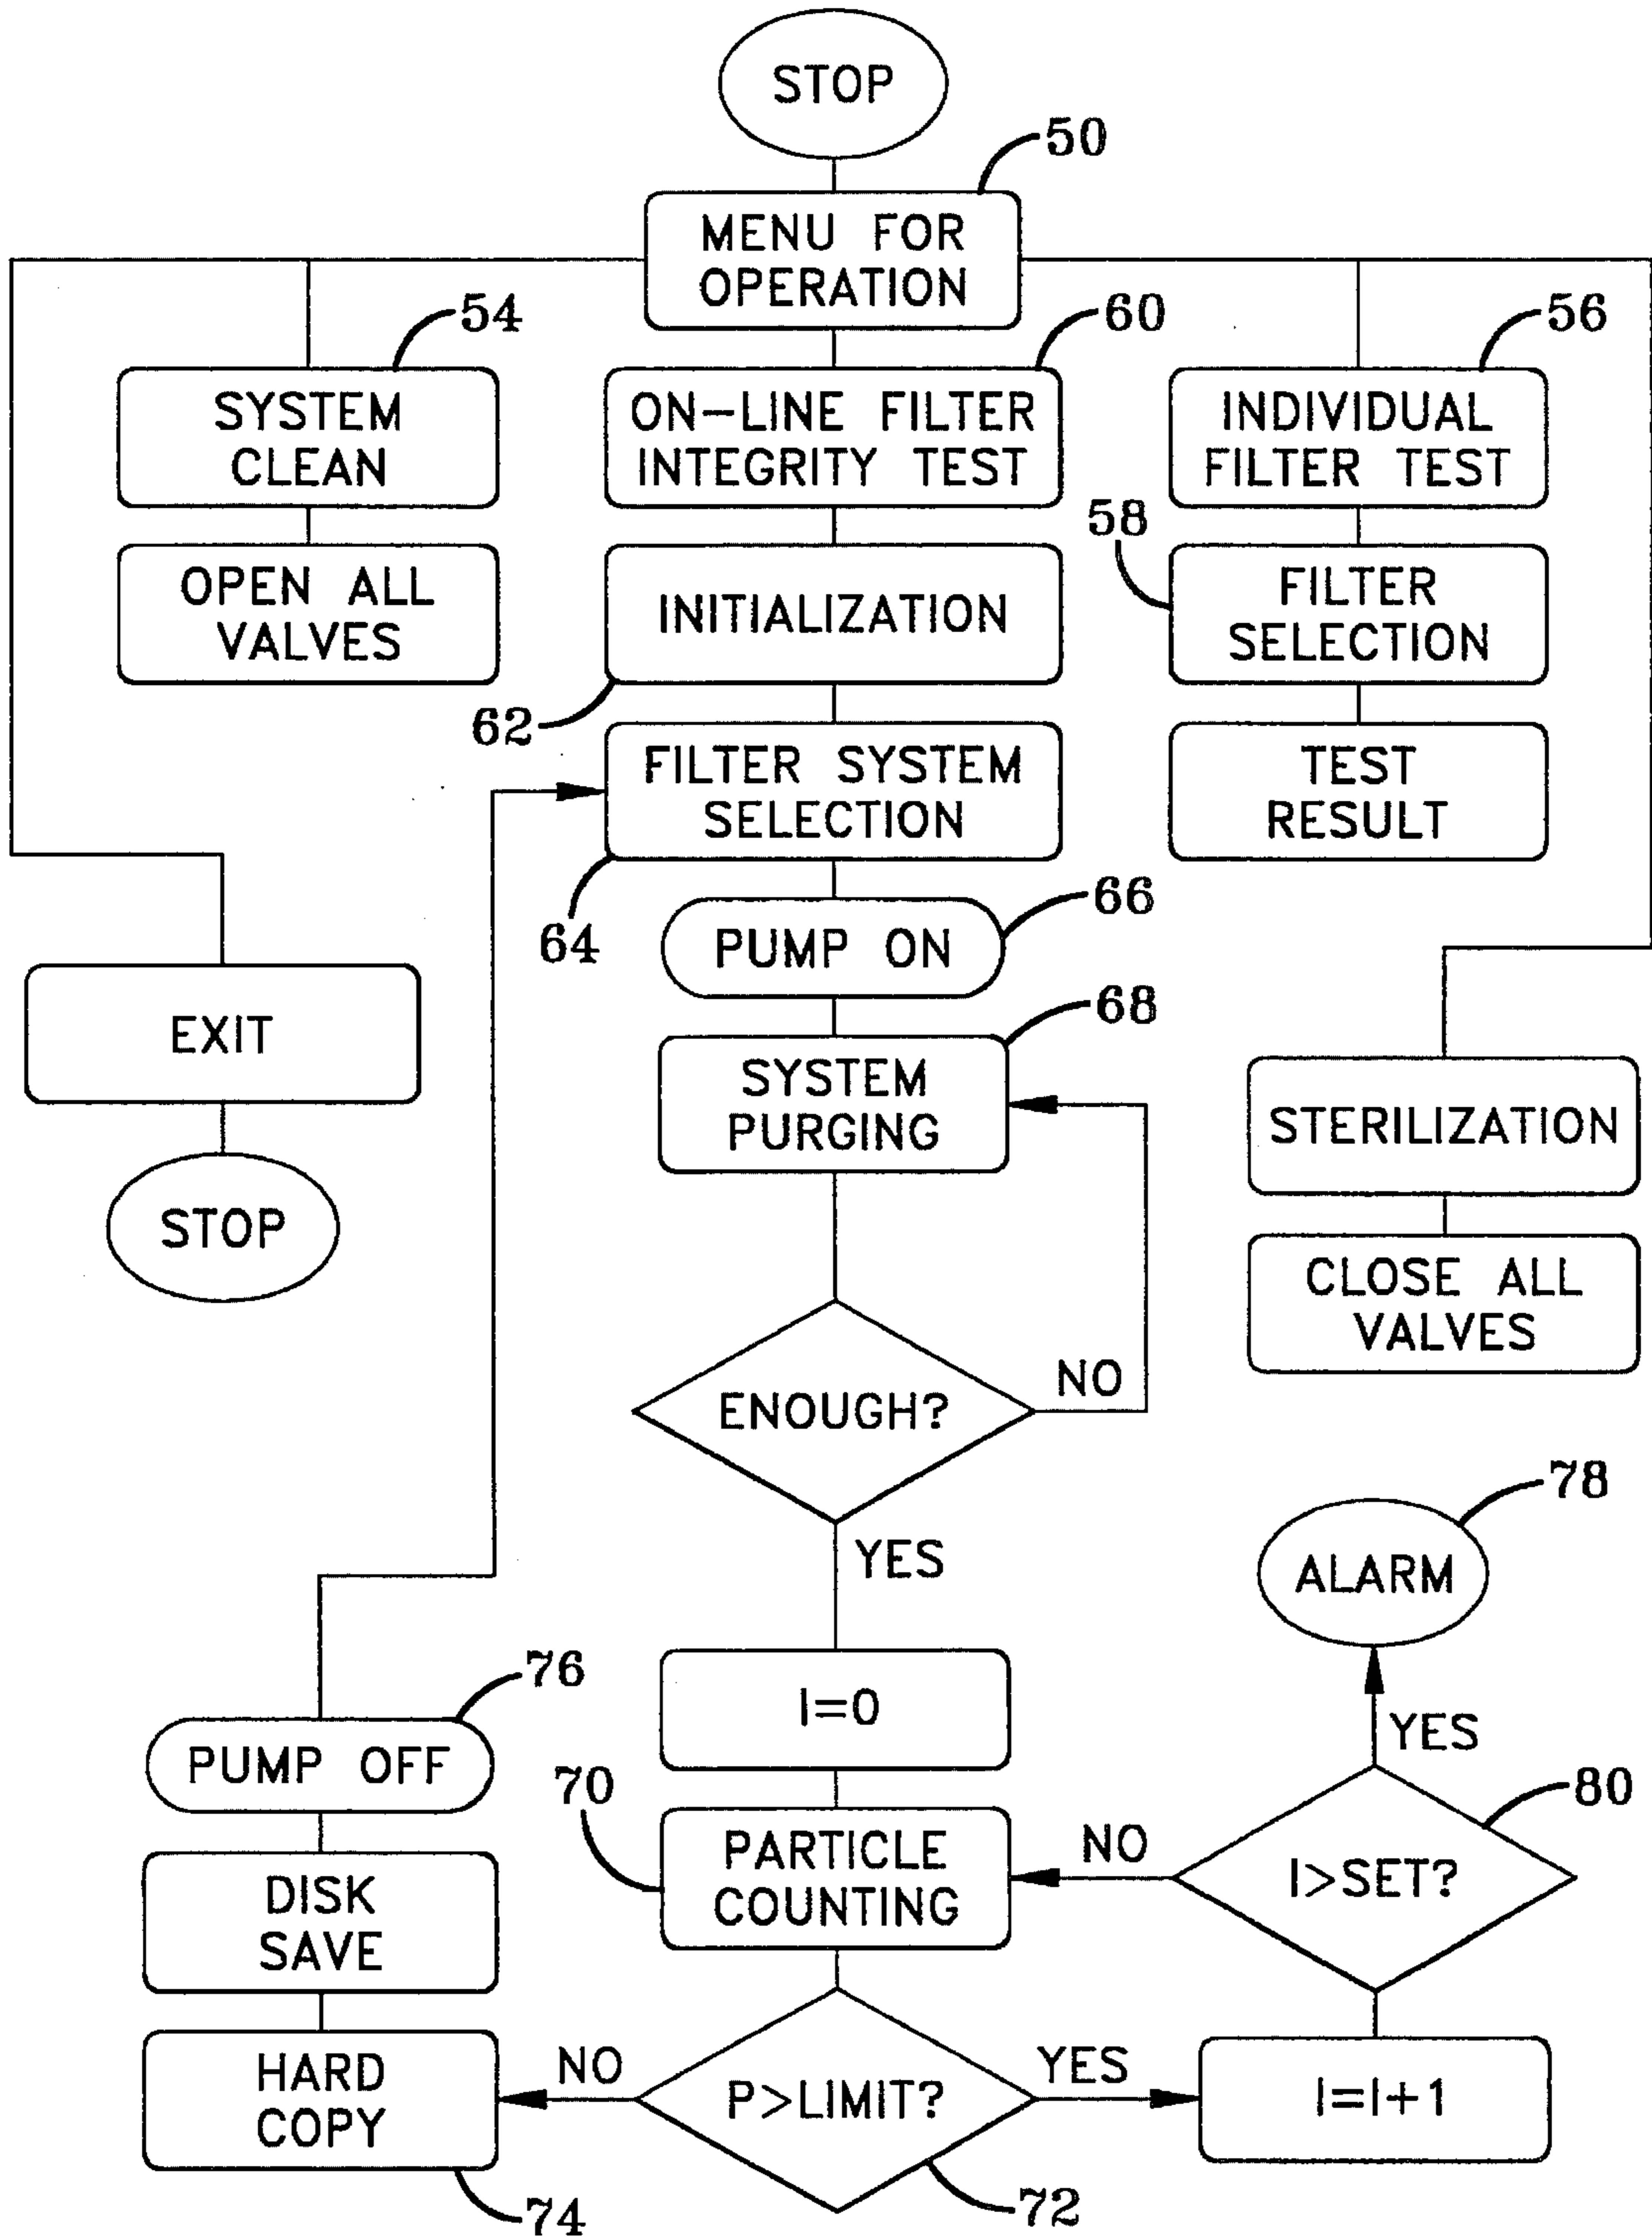 STOP
50
MENU FOR
OPERATION
54
SYSTEM
CLEAN
OPEN ALL
VALVES
60
ON-LINE FILTER
INTEGRITY TEST
INITIALIZATION
62
FILTER SYSTEM
SELECTION
64
56
INDIVIDUAL
FILTER TEST
58
FILTER
SELECTION
TEST
RESULT
PUMP ON
66
EXIT
STOP
SYSTEM
PURGING
68
STERILIZATION
CLOSE ALL
VALVES
ENOUGH?
NO
YES
I=0
78
ALARM
YES
76
PUMP OFF
DISK
SAVE
HARD
COPY
74
70
PARTICLE
COUNTING
NO
I>SET?
80
NO
P>LIMIT?
72
YES
I=I+1